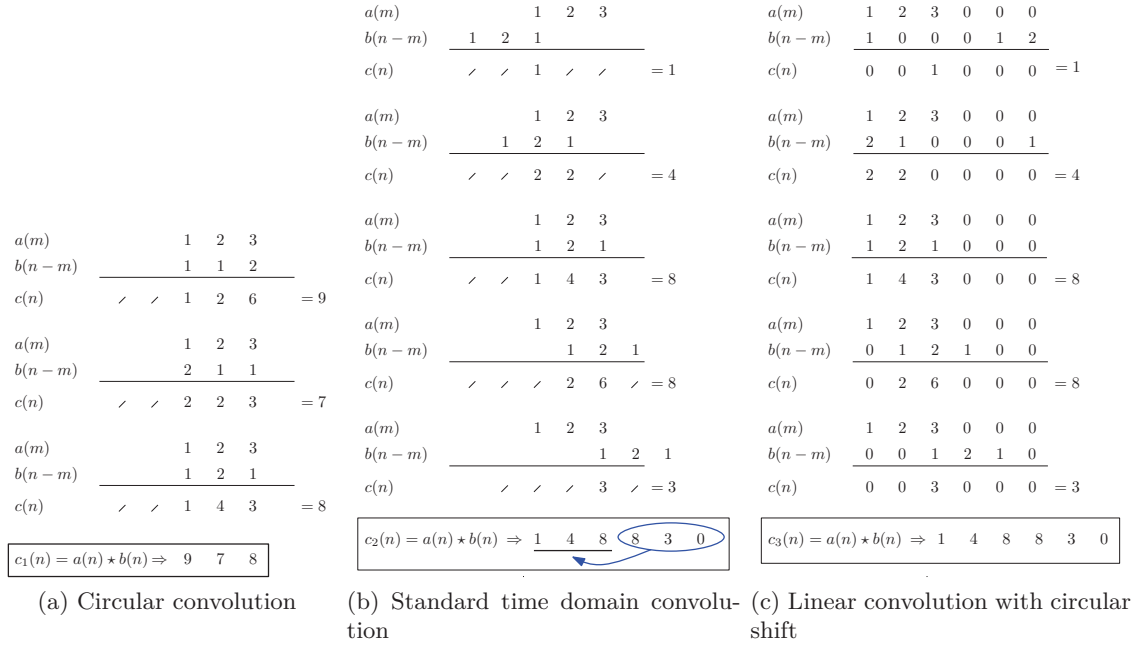 a(m) 1 2 3
b(n − m) 1 1 2
c(n) ⁄ ⁄ 1 2 6 = 9
a(m) 1 2 3
b(n − m) 2 1 1
c(n) ⁄ ⁄ 2 2 3 = 7
a(m) 1 2 3
b(n − m) 1 2 1
c(n) ⁄ ⁄ 1 4 3 = 8
c₁(n) = a(n) ⋆ b(n) ⇒ 9 7 8
(a) Circular convolution
a(m) 1 2 3
b(n − m) 1 2 1
c(n) ⁄ ⁄ 1 ⁄ ⁄ = 1
a(m) 1 2 3
b(n − m) 1 2 1
c(n) ⁄ ⁄ 2 2 ⁄ = 4
a(m) 1 2 3
b(n − m) 1 2 1
c(n) ⁄ ⁄ 1 4 3 = 8
a(m) 1 2 3
b(n − m) 1 2 1
c(n) ⁄ ⁄ ⁄ 2 6 ⁄ = 8
a(m) 1 2 3
b(n − m) 1 2 1
c(n) ⁄ ⁄ ⁄ 3 ⁄ = 3
c₂(n) = a(n) ⋆ b(n) ⇒ 1 4 8 8 3 0
(b) Standard time domain convolu-
tion
a(m) 1 2 3 0 0 0
b(n − m) 1 0 0 0 1 2
c(n) 0 0 1 0 0 0 = 1
a(m) 1 2 3 0 0 0
b(n − m) 2 1 0 0 0 1
c(n) 2 2 0 0 0 0 = 4
a(m) 1 2 3 0 0 0
b(n − m) 1 2 1 0 0 0
c(n) 1 4 3 0 0 0 = 8
a(m) 1 2 3 0 0 0
b(n − m) 0 1 2 1 0 0
c(n) 0 2 6 0 0 0 = 8
a(m) 1 2 3 0 0 0
b(n − m) 0 0 1 2 1 0
c(n) 0 0 3 0 0 0 = 3
c₃(n) = a(n) ⋆ b(n) ⇒ 1 4 8 8 3 0
(c) Linear convolution with circular
shift